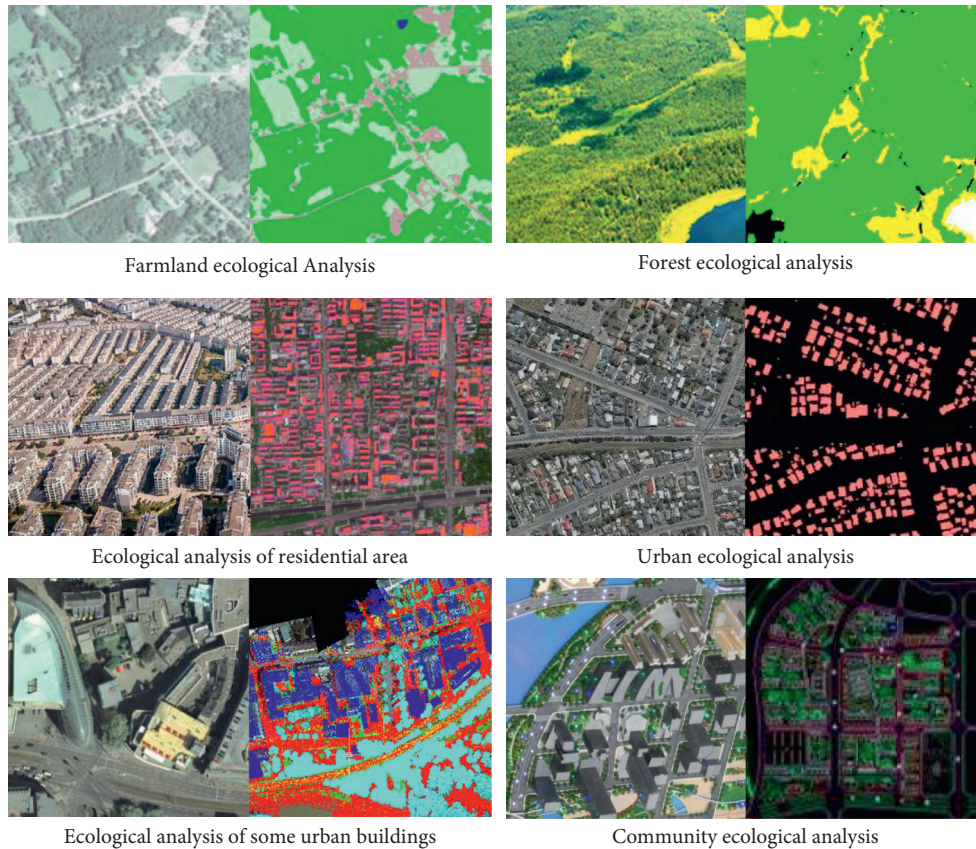 Farmland ecological Analysis
Forest ecological analysis
Ecological analysis of residential area
Urban ecological analysis
Ecological analysis of some urban buildings
Community ecological analysis